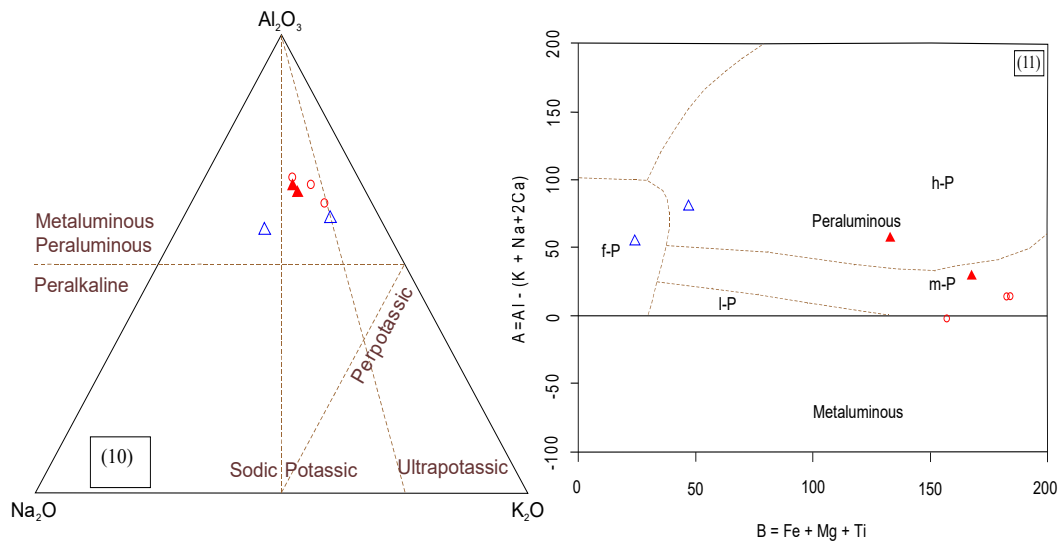 Al₂O₃
Metaluminous
Peraluminous
Peralkaline
Perpotassic
(10)
Sodic Potassic Ultrapotassic
Na₂O
K₂O
(11)
A =Al - (K + Na+ 2Ca)
200
150
100
50
0
-50
-100
h-P
Peraluminous
f-P
m-P
l-P
Metaluminous
0 50 100 150 200
B = Fe + Mg + Ti